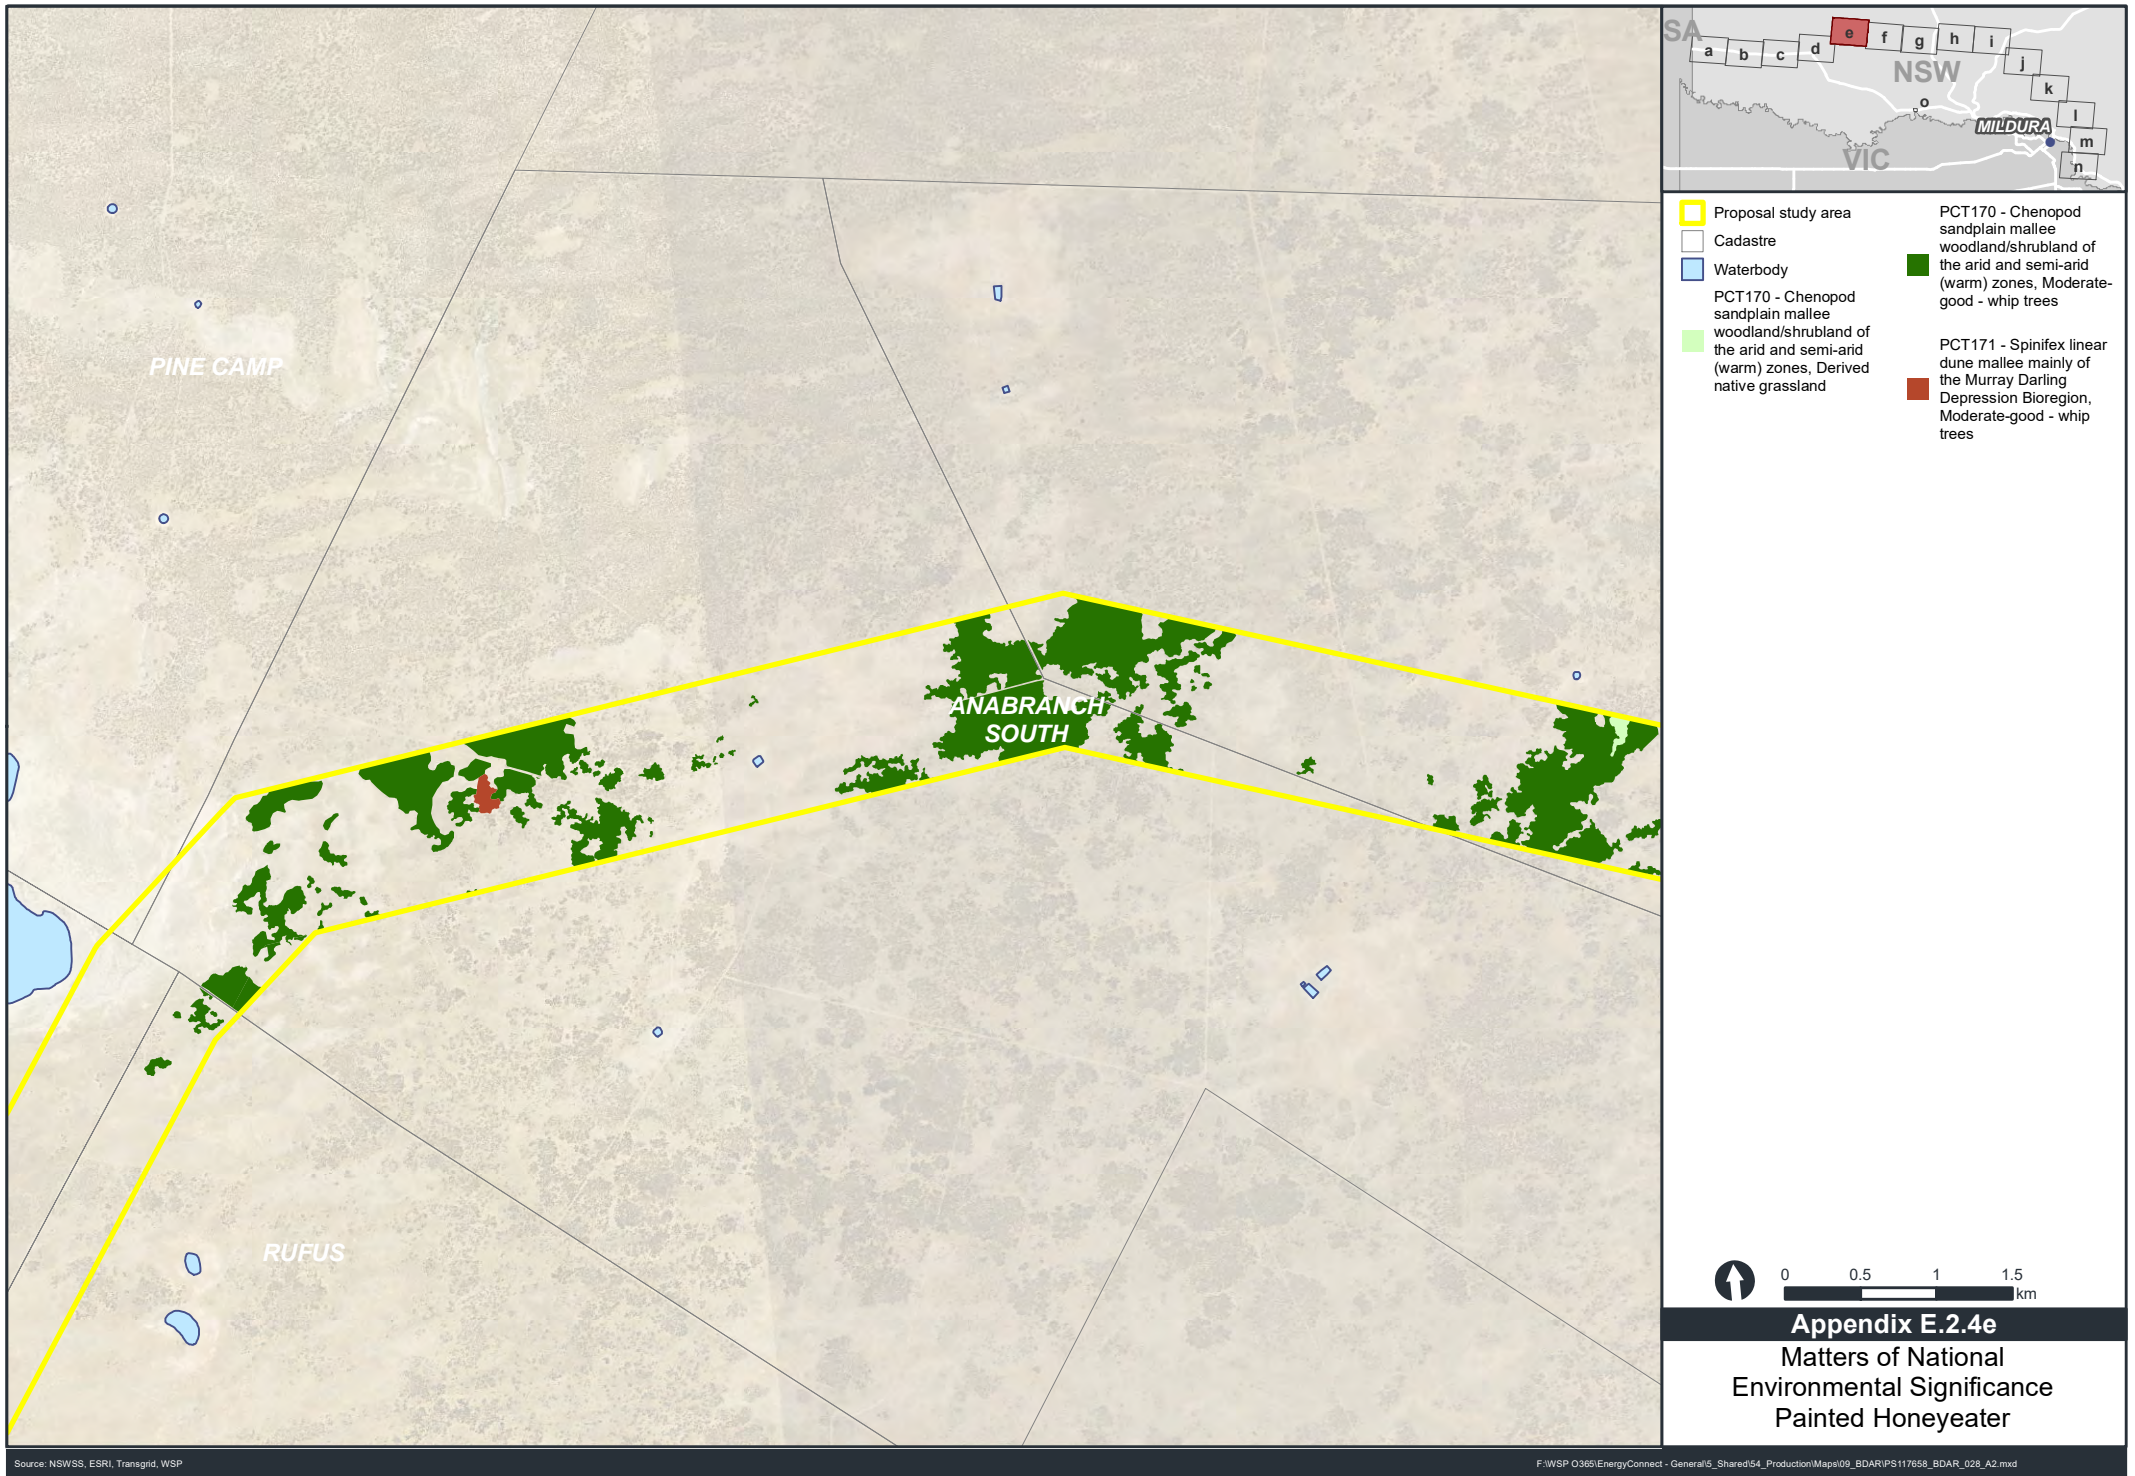 PINE CAMP
ANABRANCH
SOUTH
RUFUS
SA
a
b
c
d
e
f
g
h
i
j
k
l
m
n
o
NSW
MILDURA
VIC
Proposal study area
Cadastre
Waterbody
PCT170 - Chenopod
sandplain mallee
woodland/shrubland of
the arid and semi-arid
(warm) zones, Derived
native grassland
PCT170 - Chenopod
sandplain mallee
woodland/shrubland of
the arid and semi-arid
(warm) zones, Moderate-
good - whip trees
PCT171 - Spinifex linear
dune mallee mainly of
the Murray Darling
Depression Bioregion,
Moderate-good - whip
trees
0 0.5 1 1.5
km
Appendix E.2.4e
Matters of National
Environmental Significance
Painted Honeyeater
Source: NSWSS, ESRI, Transgrid, WSP
F:\WSP O365\EnergyConnect - General\5_Shared\54_Production\Maps\09_BDAR\PS117658_BDAR_028_A2.mxd